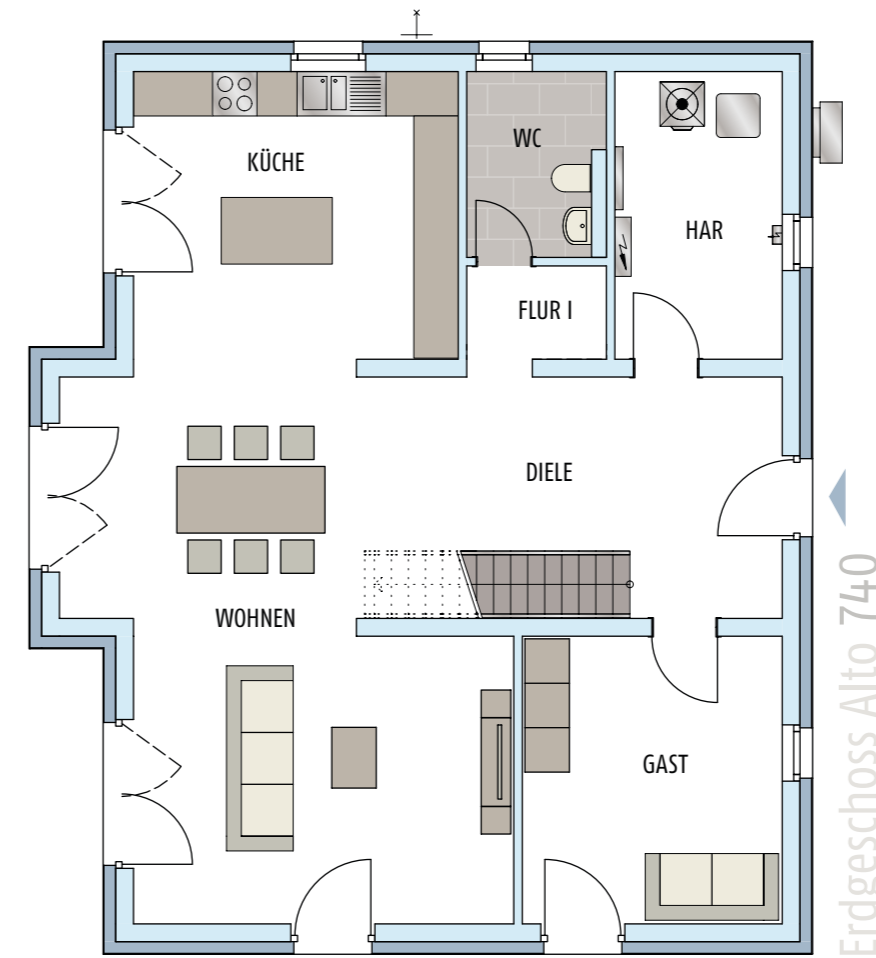 KÜCHE
WC
HAR
FLUR I
DIELE
WOHNEN
GAST
Erdgeschoss Alto 740